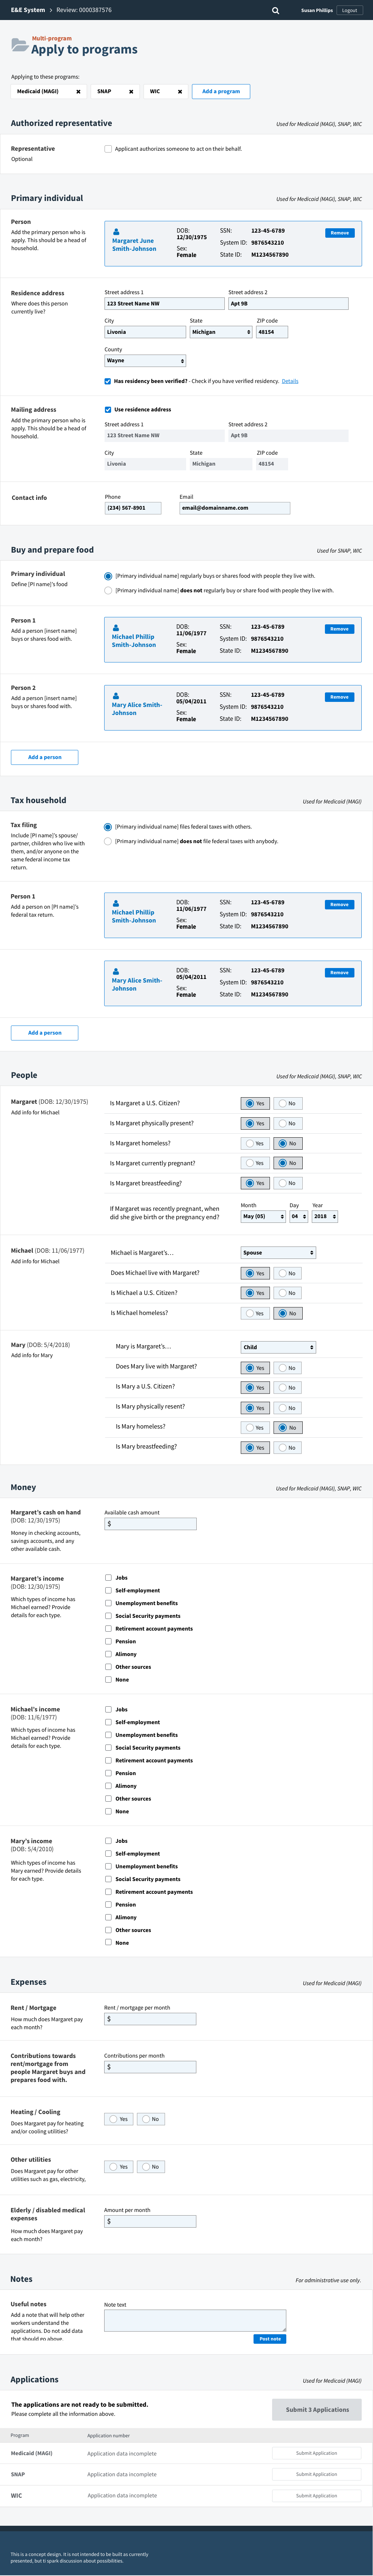 E&E System > Review: 0000387576
Susan Phillips Logout
Multi-program
Apply to programs
Applying to these programs:
Medicaid (MAGI) ✖ SNAP ✖ WIC ✖ Add a program
Authorized representative Used for Medicaid (MAGI), SNAP, WIC
Representative
Optional
Applicant authorizes someone to act on their behalf.
Primary individual Used for Medicaid (MAGI), SNAP, WIC
Person
Add the primary person who is
apply. This should be a head of
household.
Margaret June
Smith-Johnson
DOB:
12/30/1975
Sex:
Female
SSN: 123-45-6789
System ID: 9876543210
State ID: M1234567890
Remove
Residence address
Where does this person
currently live?
Street address 1 Street address 2
123 Street Name NW Apt 9B
City State ZIP code
Livonia Michigan 48154
County
Wayne
Has residency been verified? - Check if you have verified residency. Details
Mailing address
Add the primary person who is
apply. This should be a head of
household.
Use residence address
Street address 1 Street address 2
123 Street Name NW Apt 9B
City State ZIP code
Livonia Michigan 48154
Contact info
Phone Email
(234) 567-8901 email@domainname.com
Buy and prepare food Used for SNAP, WIC
Primary individual
Define [PI name]'s food
[Primary individual name] regularly buys or shares food with people they live with.
[Primary individual name] does not regularly buy or share food with people they live with.
Person 1
Add a person [insert name]
buys or shares food with.
Michael Phillip
Smith-Johnson
DOB:
11/06/1977
Sex:
Female
SSN: 123-45-6789
System ID: 9876543210
State ID: M1234567890
Remove
Person 2
Add a person [insert name]
buys or shares food with.
Mary Alice Smith-
Johnson
DOB:
05/04/2011
Sex:
Female
SSN: 123-45-6789
System ID: 9876543210
State ID: M1234567890
Remove
Add a person
Tax household Used for Medicaid (MAGI)
Tax filing
Include [PI name]'s spouse/
partner, children who live with
them, and/or anyone on the
same federal income tax
return.
[Primary individual name] files federal taxes with others.
[Primary individual name] does not file federal taxes with anybody.
Person 1
Add a person on [PI name]'s
federal tax return.
Michael Phillip
Smith-Johnson
DOB:
11/06/1977
Sex:
Female
SSN: 123-45-6789
System ID: 9876543210
State ID: M1234567890
Remove
Mary Alice Smith-
Johnson
DOB:
05/04/2011
Sex:
Female
SSN: 123-45-6789
System ID: 9876543210
State ID: M1234567890
Remove
Add a person
People Used for Medicaid (MAGI), SNAP, WIC
Margaret (DOB: 12/30/1975)
Add info for Michael
Is Margaret a U.S. Citizen? Yes No
Is Margaret physically present? Yes No
Is Margaret homeless? Yes No
Is Margaret currently pregnant? Yes No
Is Margaret breastfeeding? Yes No
If Margaret was recently pregnant, when
did she give birth or the pregnancy end?
Month Day Year
May (05) 04 2018
Michael (DOB: 11/06/1977)
Add info for Michael
Michael is Margaret's... Spouse
Does Michael live with Margaret? Yes No
Is Michael a U.S. Citizen? Yes No
Is Michael homeless? Yes No
Mary (DOB: 5/4/2018)
Add info for Mary
Mary is Margaret's... Child
Does Mary live with Margaret? Yes No
Is Mary a U.S. Citizen? Yes No
Is Mary physically resent? Yes No
Is Mary homeless? Yes No
Is Mary breastfeeding? Yes No
Money Used for Medicaid (MAGI), SNAP, WIC
Margaret's cash on hand
(DOB: 12/30/1975)
Money in checking accounts,
savings accounts, and any
other available cash.
Available cash amount
$
Margaret's income
(DOB: 12/30/1975)
Which types of income has
Michael earned? Provide
details for each type.
Jobs
Self-employment
Unemployment benefits
Social Security payments
Retirement account payments
Pension
Alimony
Other sources
None
Michael's income
(DOB: 11/6/1977)
Which types of income has
Michael earned? Provide
details for each type.
Jobs
Self-employment
Unemployment benefits
Social Security payments
Retirement account payments
Pension
Alimony
Other sources
None
Mary's income
(DOB: 5/4/2010)
Which types of income has
Mary earned? Provide details
for each type.
Jobs
Self-employment
Unemployment benefits
Social Security payments
Retirement account payments
Pension
Alimony
Other sources
None
Expenses Used for Medicaid (MAGI)
Rent / Mortgage
How much does Margaret pay
each month?
Rent / mortgage per month
$
Contributions towards
rent/mortgage from
people Margaret buys and
prepares food with.
Contributions per month
$
Heating / Cooling
Does Margaret pay for heating
and/or cooling utilities?
Yes No
Other utilities
Does Margaret pay for other
utilities such as gas, electricity,
Yes No
Elderly / disabled medical
expenses
How much does Margaret pay
each month?
Amount per month
$
Notes For administrative use only.
Useful notes
Add a note that will help other
workers understand the
applications. Do not add data
that should go above.
Note text
Post note
Applications Used for Medicaid (MAGI)
The applications are not ready to be submitted.
Please complete all the information above.
Submit 3 Applications
Program Application number
Medicaid (MAGI) Application data incomplete Submit Application
SNAP Application data incomplete Submit Application
WIC Application data incomplete Submit Application
This is a concept design. It is not intended to be built as currently
presented, but ti spark discussion about possibilities.